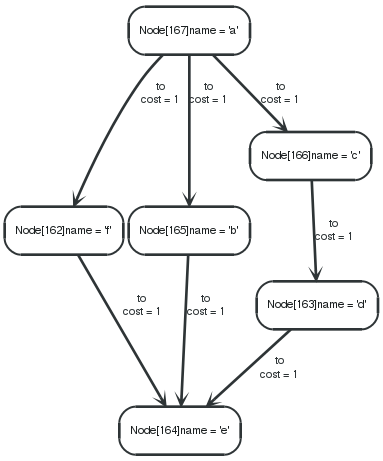 Node[167]name = 'a'
to
cost = 1
to
cost = 1
to
cost = 1
Node[166]name = 'c'
Node[162]name = 'f'
Node[165]name = 'b'
to
cost = 1
Node[163]name = 'd'
to
cost = 1
to
cost = 1
to
cost = 1
Node[164]name = 'e'